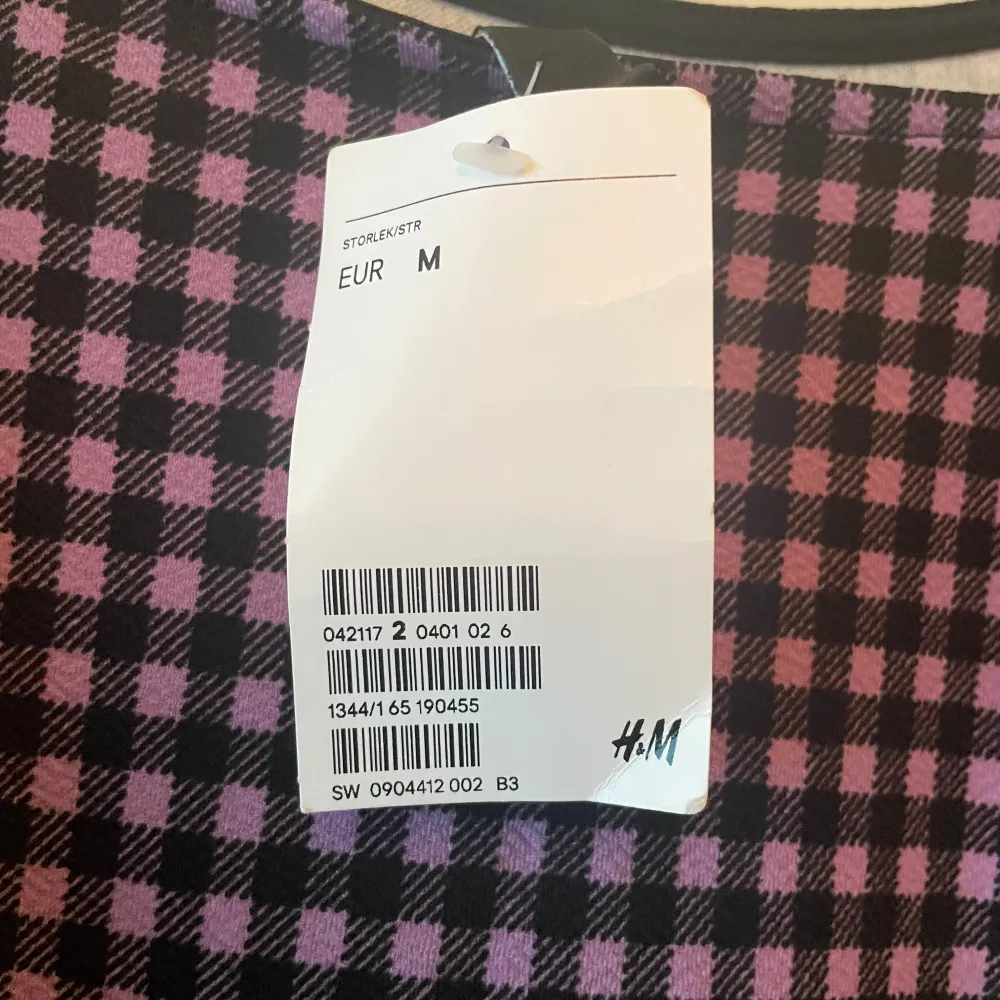 STORLEK/STR
EUR M
042117 2 0401 02 6
1344/1 65 190455
H&M
SW 0904412 002 B3